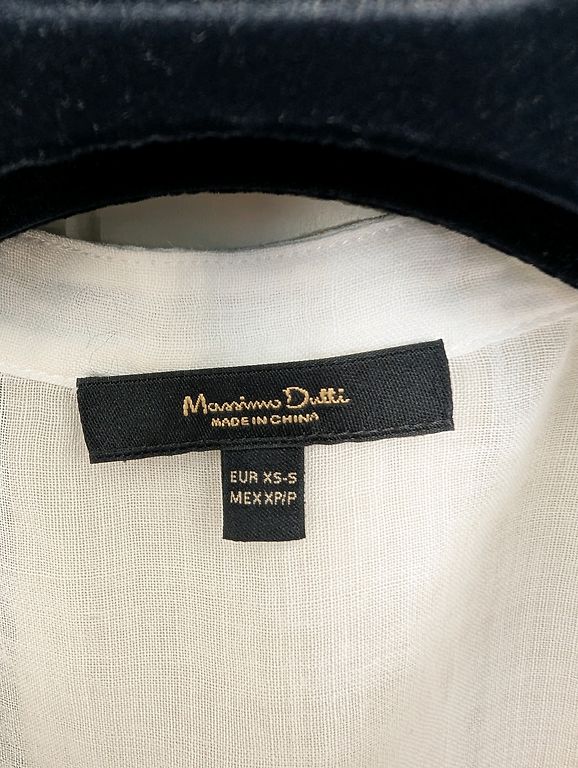 Massimo Dutti
MADE IN CHINA
EUR XS-S
MEX XP/P